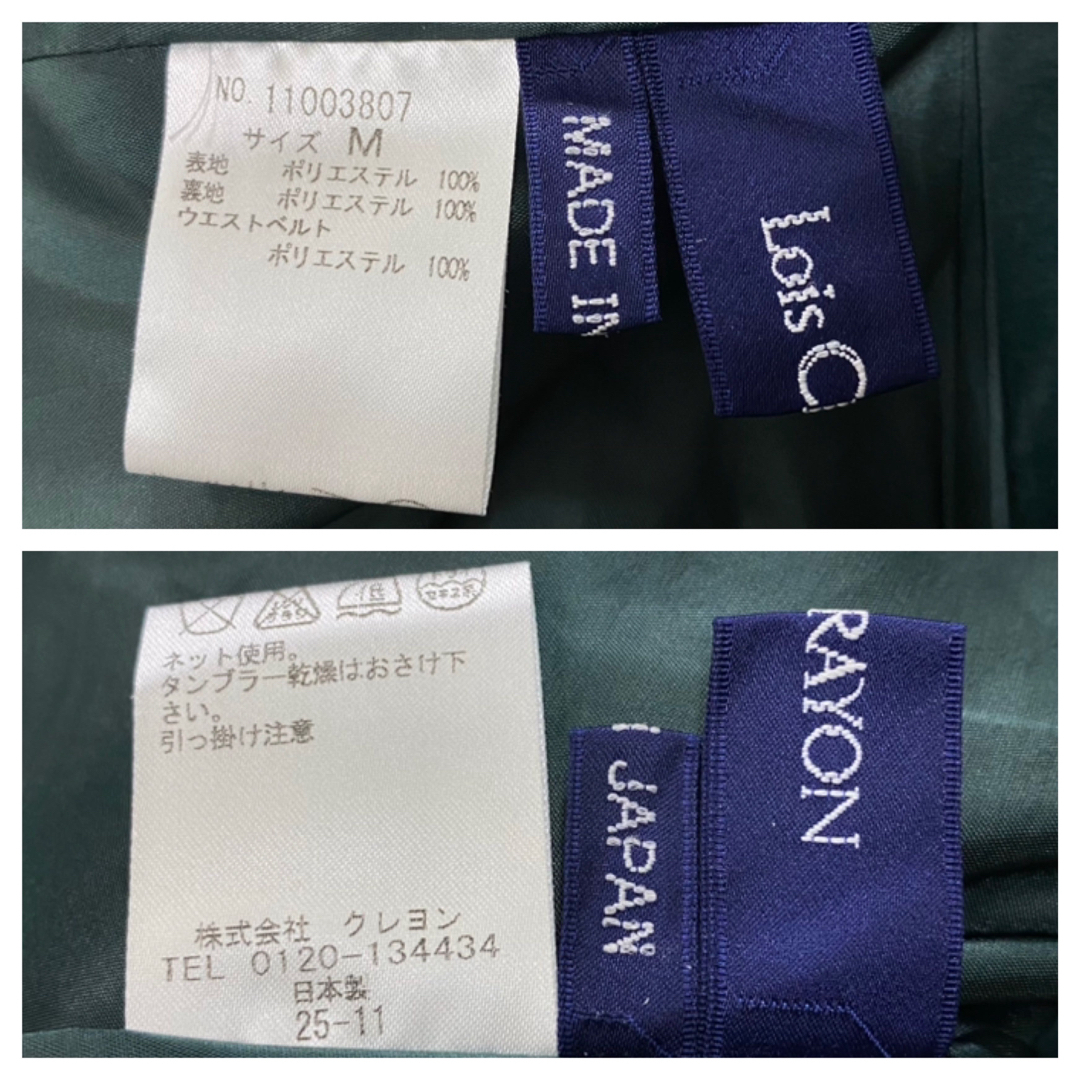 NO. 11003807
サイズ M
表地 ポリエステル 100%
裏地 ポリエステル 100%
ウエストベルト
ポリエステル 100%
MADE IN
Lois C
ネット使用。
タンブラー乾燥はおさけ下
さい。
引っ掛け注意
株式会社 クレヨン
TEL 0120-134434
日本製
25-11
JAPAN
RAYON